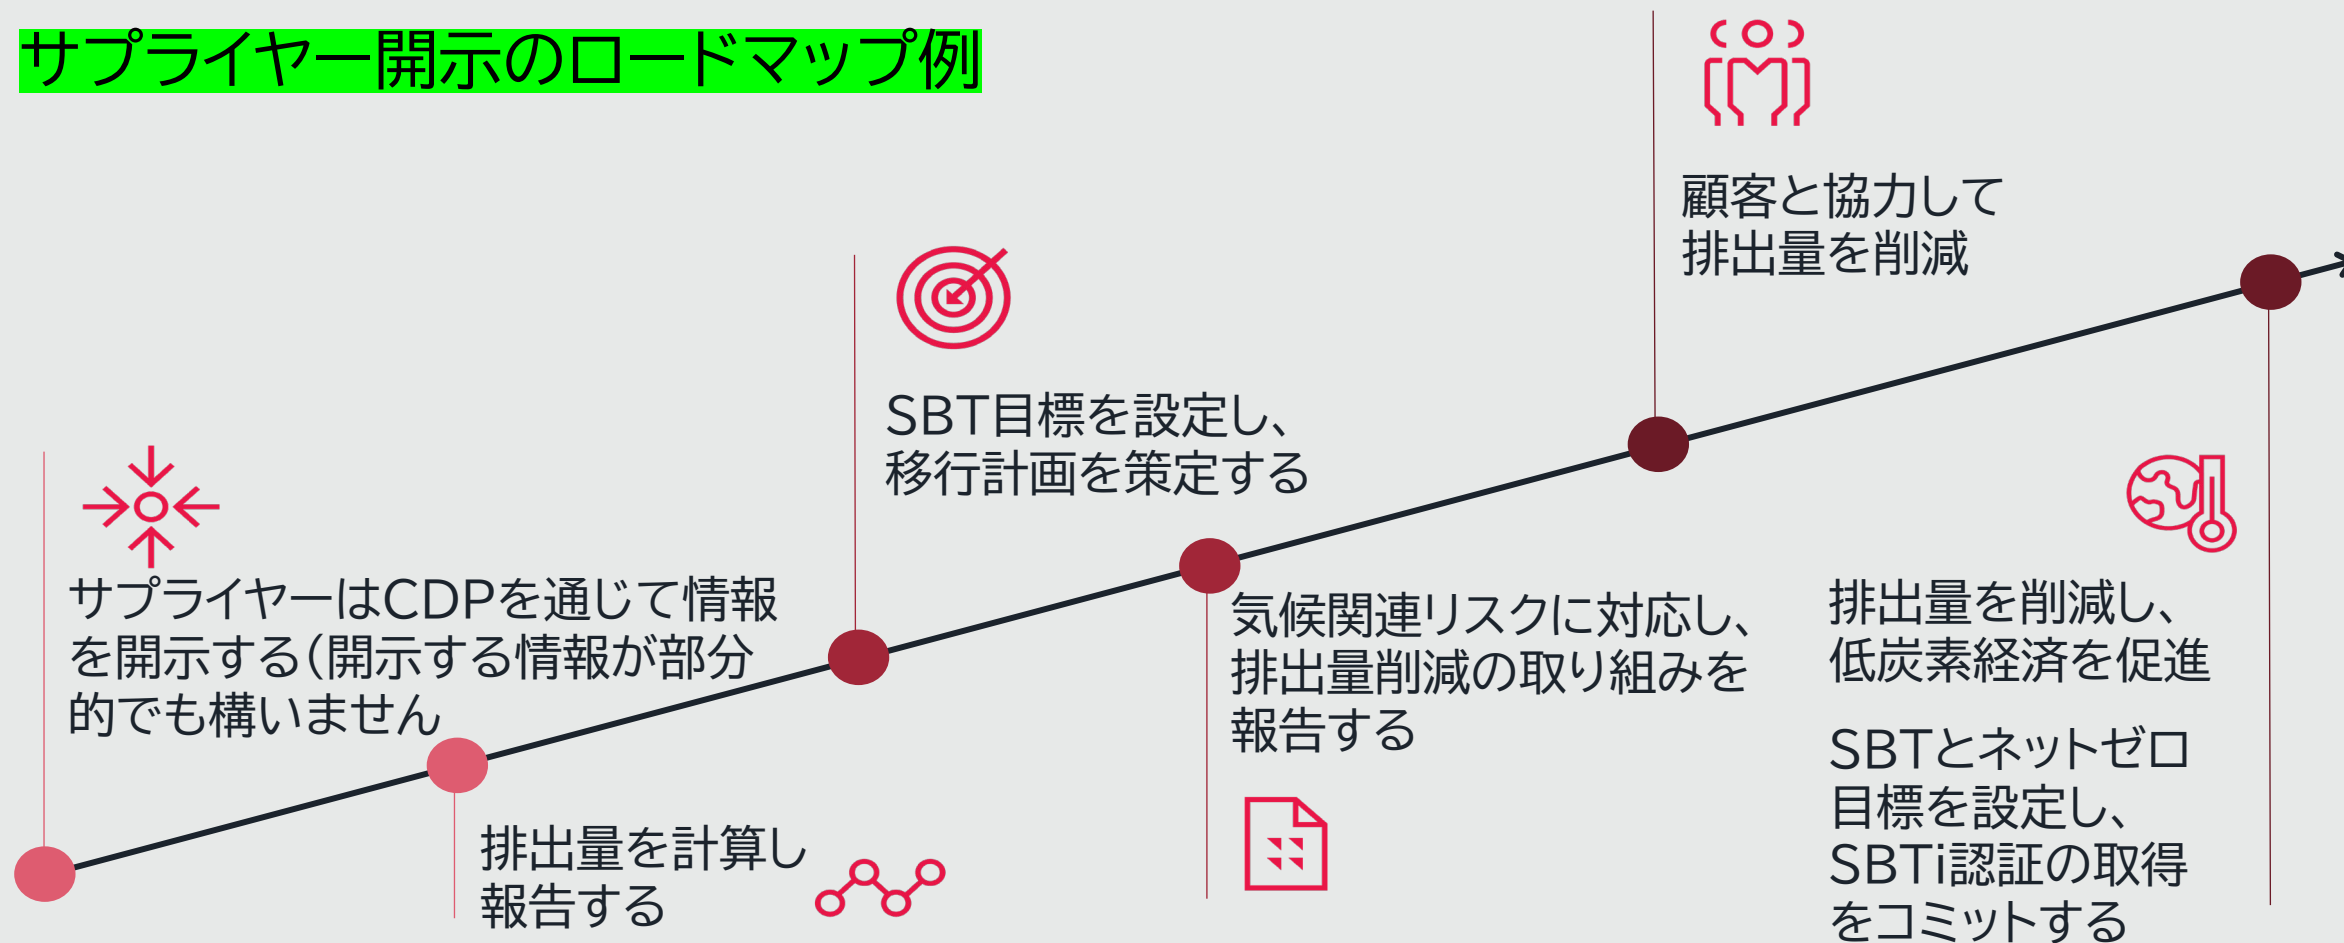 サプライヤー開示のロードマップ例
サプライヤーはCDPを通じて情報
を開示する(開示する情報が部分
的でも構いません
排出量を計算し
報告する
SBT目標を設定し、
移行計画を策定する
気候関連リスクに対応し、
排出量削減の取り組みを
報告する
顧客と協力して
排出量を削減
排出量を削減し、
低炭素経済を促進
SBTとネットゼロ
目標を設定し、
SBTi認証の取得
をコミットする